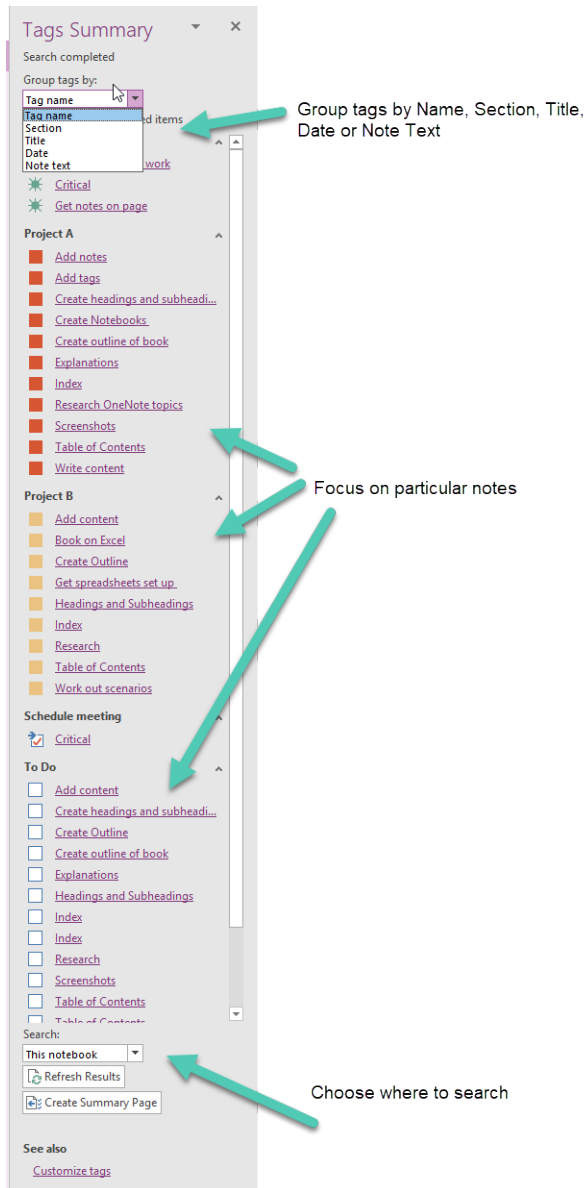 Tags Summary
Search completed
Group tags by:
Tag name
Tag name
Section
Title
Date
Note text
items
work
Critical
Get notes on page
Project A
Add notes
Add tags
Create headings and subheadi...
Create Notebooks
Create outline of book
Explanations
Index
Research OneNote topics
Screenshots
Table of Contents
Write content
Project B
Add content
Book on Excel
Create Outline
Get spreadsheets set up
Headings and Subheadings
Index
Research
Table of Contents
Work out scenarios
Schedule meeting
Critical
To Do
Add content
Create headings and subheadi...
Create Outline
Create outline of book
Explanations
Headings and Subheadings
Index
Index
Research
Screenshots
Table of Contents
Table of Contents
Search:
This notebook
Refresh Results
Create Summary Page
See also
Customize tags
Group tags by Name, Section, Title,
Date or Note Text
Focus on particular notes
Choose where to search